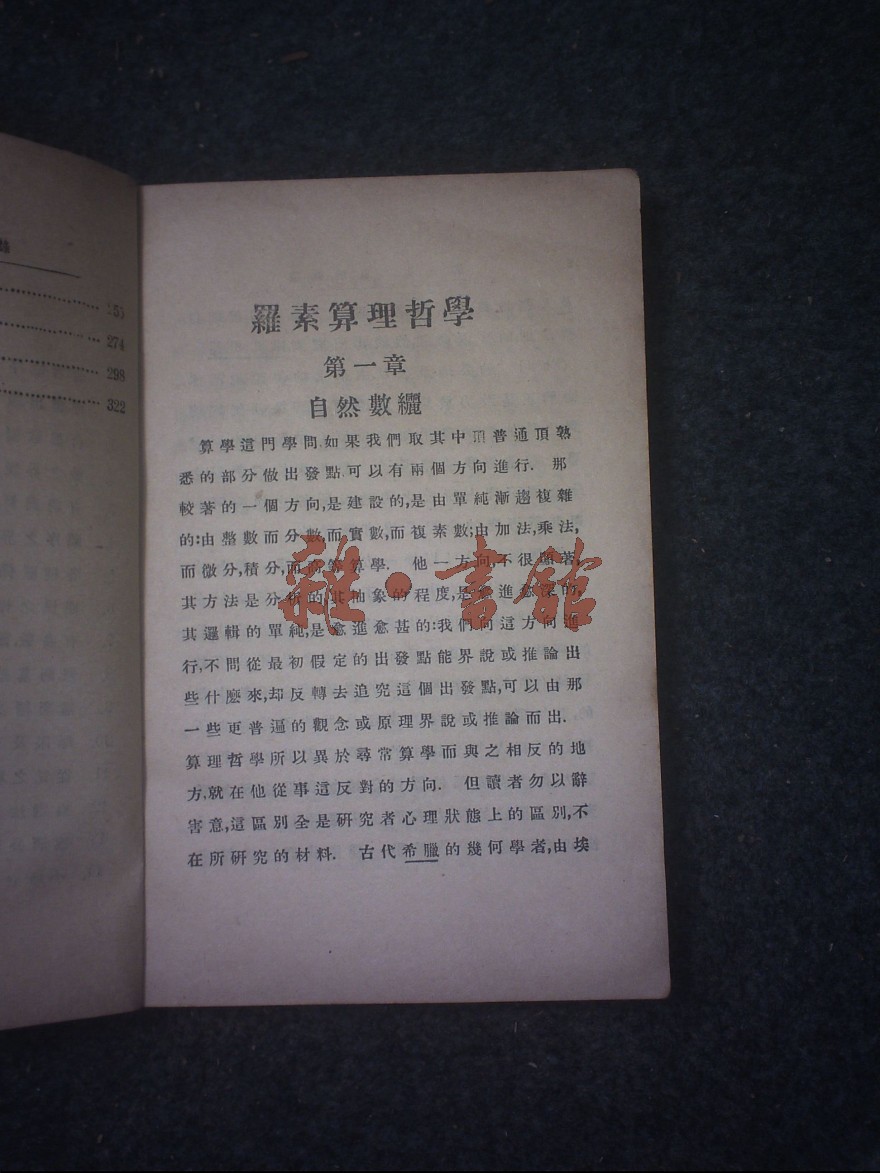 255
274
298
322
羅素算理哲學
第一章
自然數纚
算學這門學問,如果我們取其中頂普通頂熟
悉的部分做出發點,可以有兩個方向進行. 那
較著的一個方向,是建設的,是由單純漸趨複雜
的:由整數而分數,而實數,而複素數;由加法,乘法,
而微分,積分,而高等算學. 他一方向,不很顯著,
其方法是分析的,其抽象的程度,是愈進愈深的,
其邏輯的單純,是愈進愈甚的:我們向這方向進
行,不問從最初假定的出發點能界說或推論出
些什麽來,却反轉去追究這個出發點,可以由那
一些更普遍的觀念或原理界說或推論而出.
算理哲學所以異於尋常算學而與之相反的地
方,就在他從事這反對的方向. 但讀者勿以辭
害意,這區別全是研究者心理狀態上的區別,不
在所研究的材料. 古代希臘的幾何學者,由埃
雜·書館